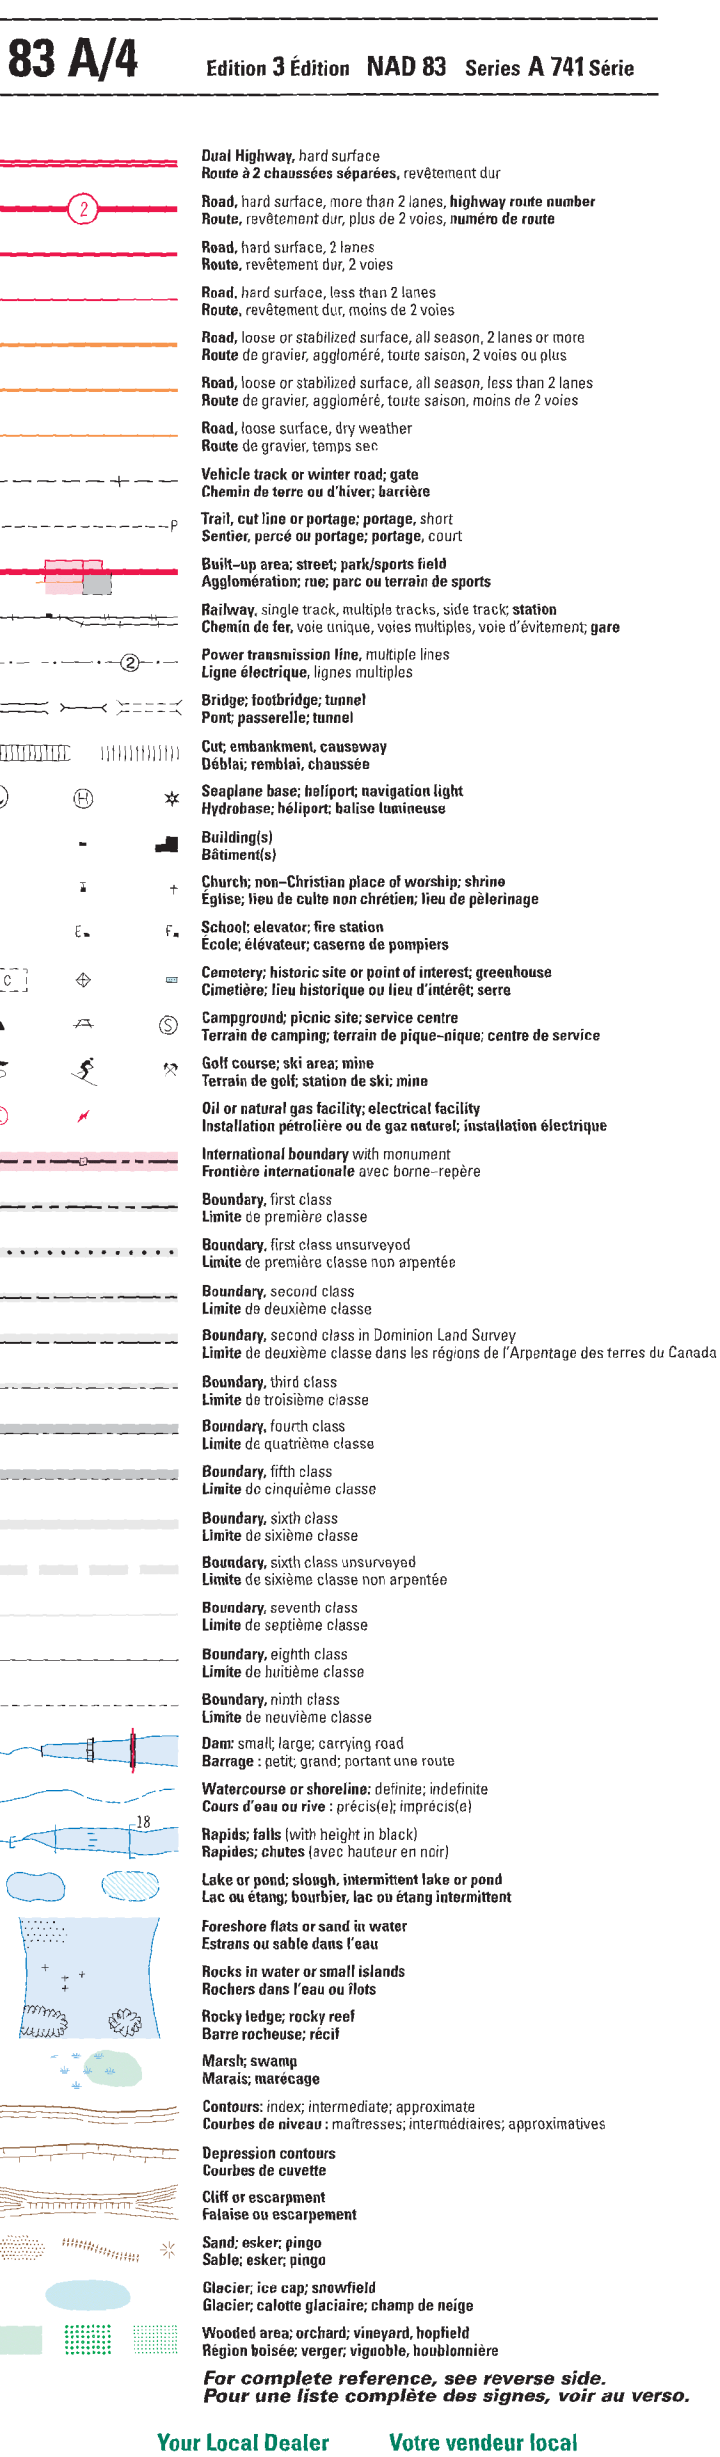 83 A/4 Edition 3 Édition NAD 83 Series A 741 Série
Dual Highway, hard surface
Route à 2 chaussées séparées, revêtement dur
2
Road, hard surface, more than 2 lanes, highway route number
Route, revêtement dur, plus de 2 voies, numéro de route
Road, hard surface, 2 lanes
Route, revêtement dur, 2 voies
Road, hard surface, less than 2 lanes
Route, revêtement dur, moins de 2 voies
Road, loose or stabilized surface, all season, 2 lanes or more
Route de gravier, aggloméré, toute saison, 2 voies ou plus
Road, loose or stabilized surface, all season, less than 2 lanes
Route de gravier, aggloméré, toute saison, moins de 2 voies
Road, loose surface, dry weather
Route de gravier, temps sec
Vehicle track or winter road; gate
Chemin de terre ou d'hiver; barrière
P
Trail, cut line or portage; portage, short
Sentier, percé ou portage; portage, court
Built-up area; street; park/sports field
Agglomération; rue; parc ou terrain de sports
Railway, single track, multiple tracks, side track; station
Chemin de fer, voie unique, voies multiples, voie d'évitement; gare
2
Power transmission line, multiple lines
Ligne électrique, lignes multiples
Bridge; footbridge; tunnel
Pont; passerelle; tunnel
Cut; embankment, causeway
Déblai; remblai, chaussée
H
Seaplane base; heliport; navigation light
Hydrobase; héliport; balise lumineuse
Building(s)
Bâtiment(s)
Church; non-Christian place of worship; shrine
Église; lieu de culte non chrétien; lieu de pèlerinage
E F
School; elevator; fire station
École; élévateur; caserne de pompiers
C
Cemetery; historic site or point of interest; greenhouse
Cimetière; lieu historique ou lieu d'intérêt; serre
S
Campground; picnic site; service centre
Terrain de camping; terrain de pique-nique; centre de service
Golf course; ski area; mine
Terrain de golf; station de ski; mine
Oil or natural gas facility; electrical facility
Installation pétrolière ou de gaz naturel; installation électrique
International boundary with monument
Frontière internationale avec borne-repère
Boundary, first class
Limite de première classe
Boundary, first class unsurveyed
Limite de première classe non arpentée
Boundary, second class
Limite de deuxième classe
Boundary, second class in Dominion Land Survey
Limite de deuxième classe dans les régions de l'Arpentage des terres du Canada
Boundary, third class
Limite de troisième classe
Boundary, fourth class
Limite de quatrième classe
Boundary, fifth class
Limite de cinquième classe
Boundary, sixth class
Limite de sixième classe
Boundary, sixth class unsurveyed
Limite de sixième classe non arpentée
Boundary, seventh class
Limite de septième classe
Boundary, eighth class
Limite de huitième classe
Boundary, ninth class
Limite de neuvième classe
Dam: small; large; carrying road
Barrage : petit; grand; portant une route
Watercourse or shoreline: definite; indefinite
Cours d'eau ou rive : précis(e); imprécis(e)
18
Rapids; falls (with height in black)
Rapides; chutes (avec hauteur en noir)
Lake or pond; slough, intermittent lake or pond
Lac ou étang; bourbier, lac ou étang intermittent
Foreshore flats or sand in water
Estrans ou sable dans l'eau
Rocks in water or small islands
Rochers dans l'eau ou îlots
Rocky ledge; rocky reef
Barre rocheuse; récif
Marsh; swamp
Marais; marécage
Contours: index; intermediate; approximate
Courbes de niveau : maîtresses; intermédiaires; approximatives
Depression contours
Courbes de cuvette
Cliff or escarpment
Falaise ou escarpement
Sand; esker; pingo
Sable; esker; pingo
Glacier; ice cap; snowfield
Glacier; calotte glaciaire; champ de neige
Wooded area; orchard; vineyard, hopfield
Région boisée; verger; vignoble, houblonnière
For complete reference, see reverse side.
Pour une liste complète des signes, voir au verso.
Your Local Dealer Votre vendeur local